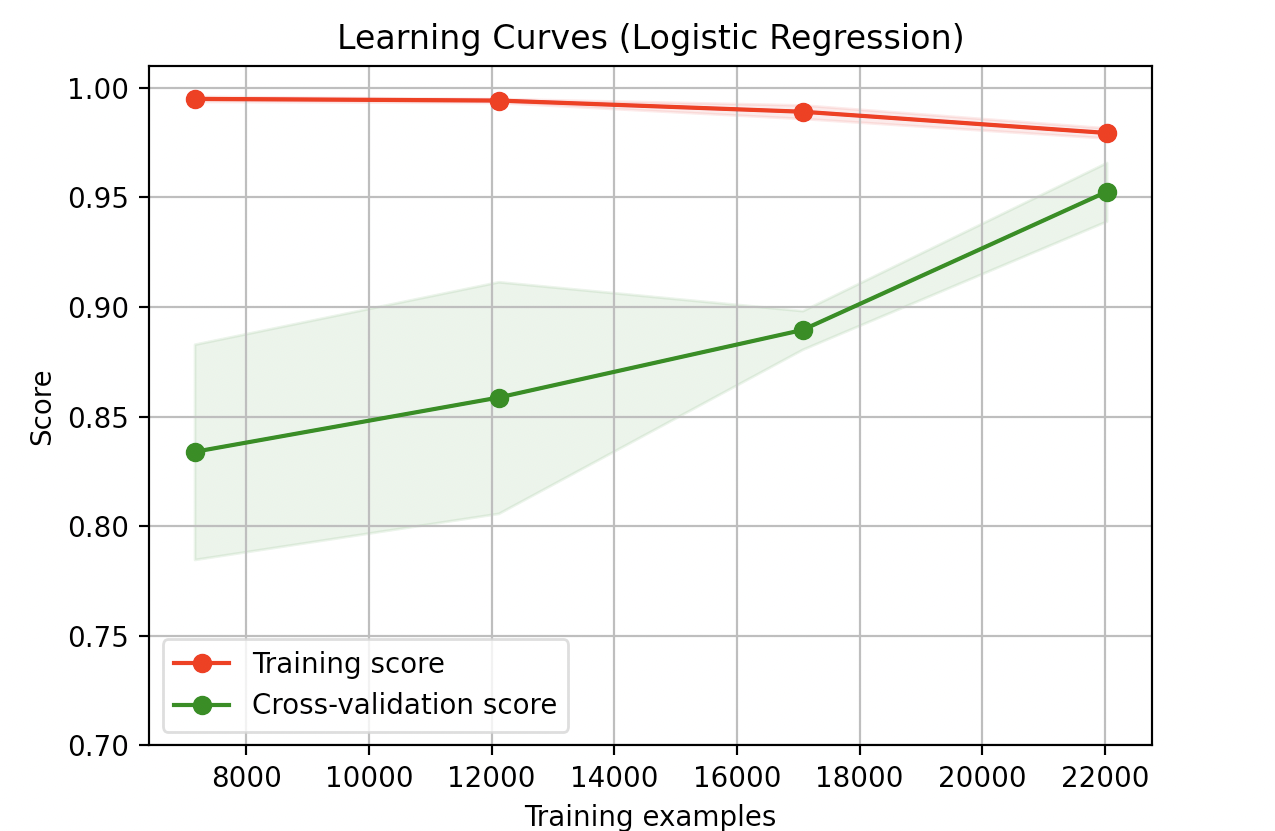 Learning Curves (Logistic Regression)
1.00
0.95
0.90
0.85
0.80
0.75
0.70
Score
Training score
Cross-validation score
8000 10000 12000 14000 16000 18000 20000 22000
Training examples